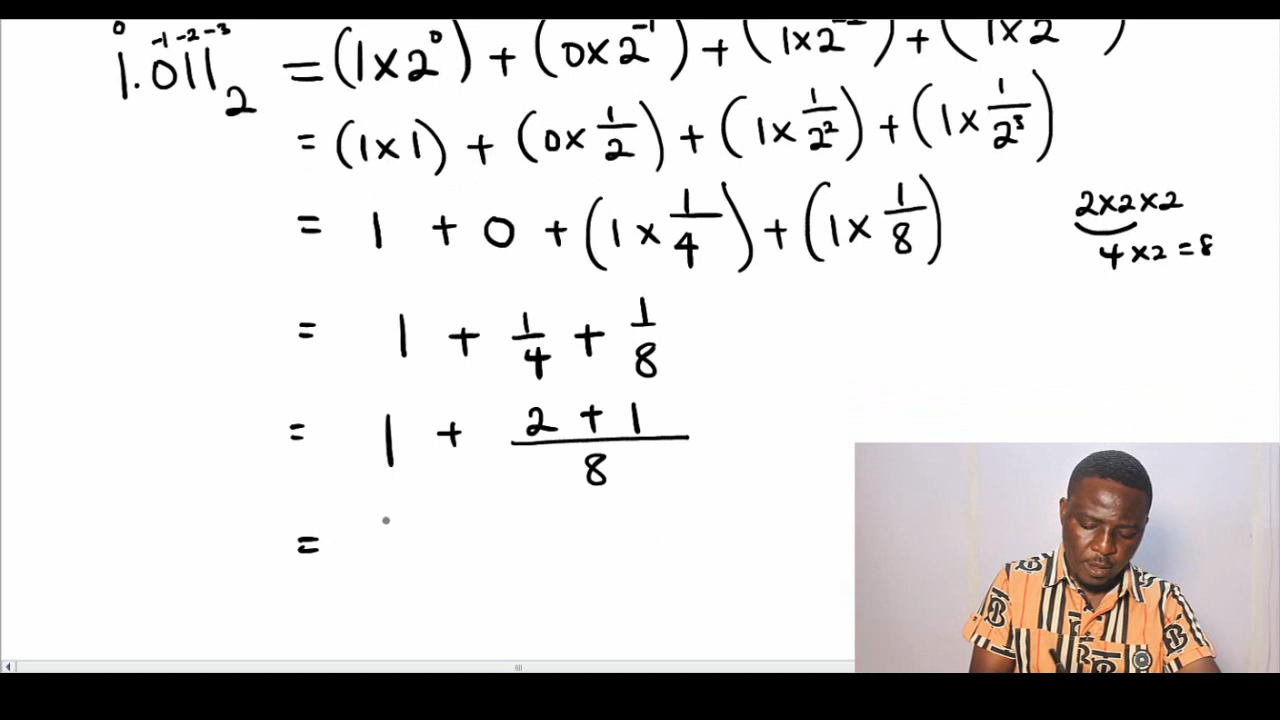 0 -1 -2 -3
1.011₂ = (1×2⁰) + (0×2⁻¹) + (1×2⁻²) + (1×2 )
= (1×1) + (0×1/2) + (1×1/2²) + (1×1/2³)
= 1 + 0 + (1×1/4) + (1×1/8)
2×2×2
4×2=8
= 1 + 1/4 + 1/8
= 1 + 2+1/8
=